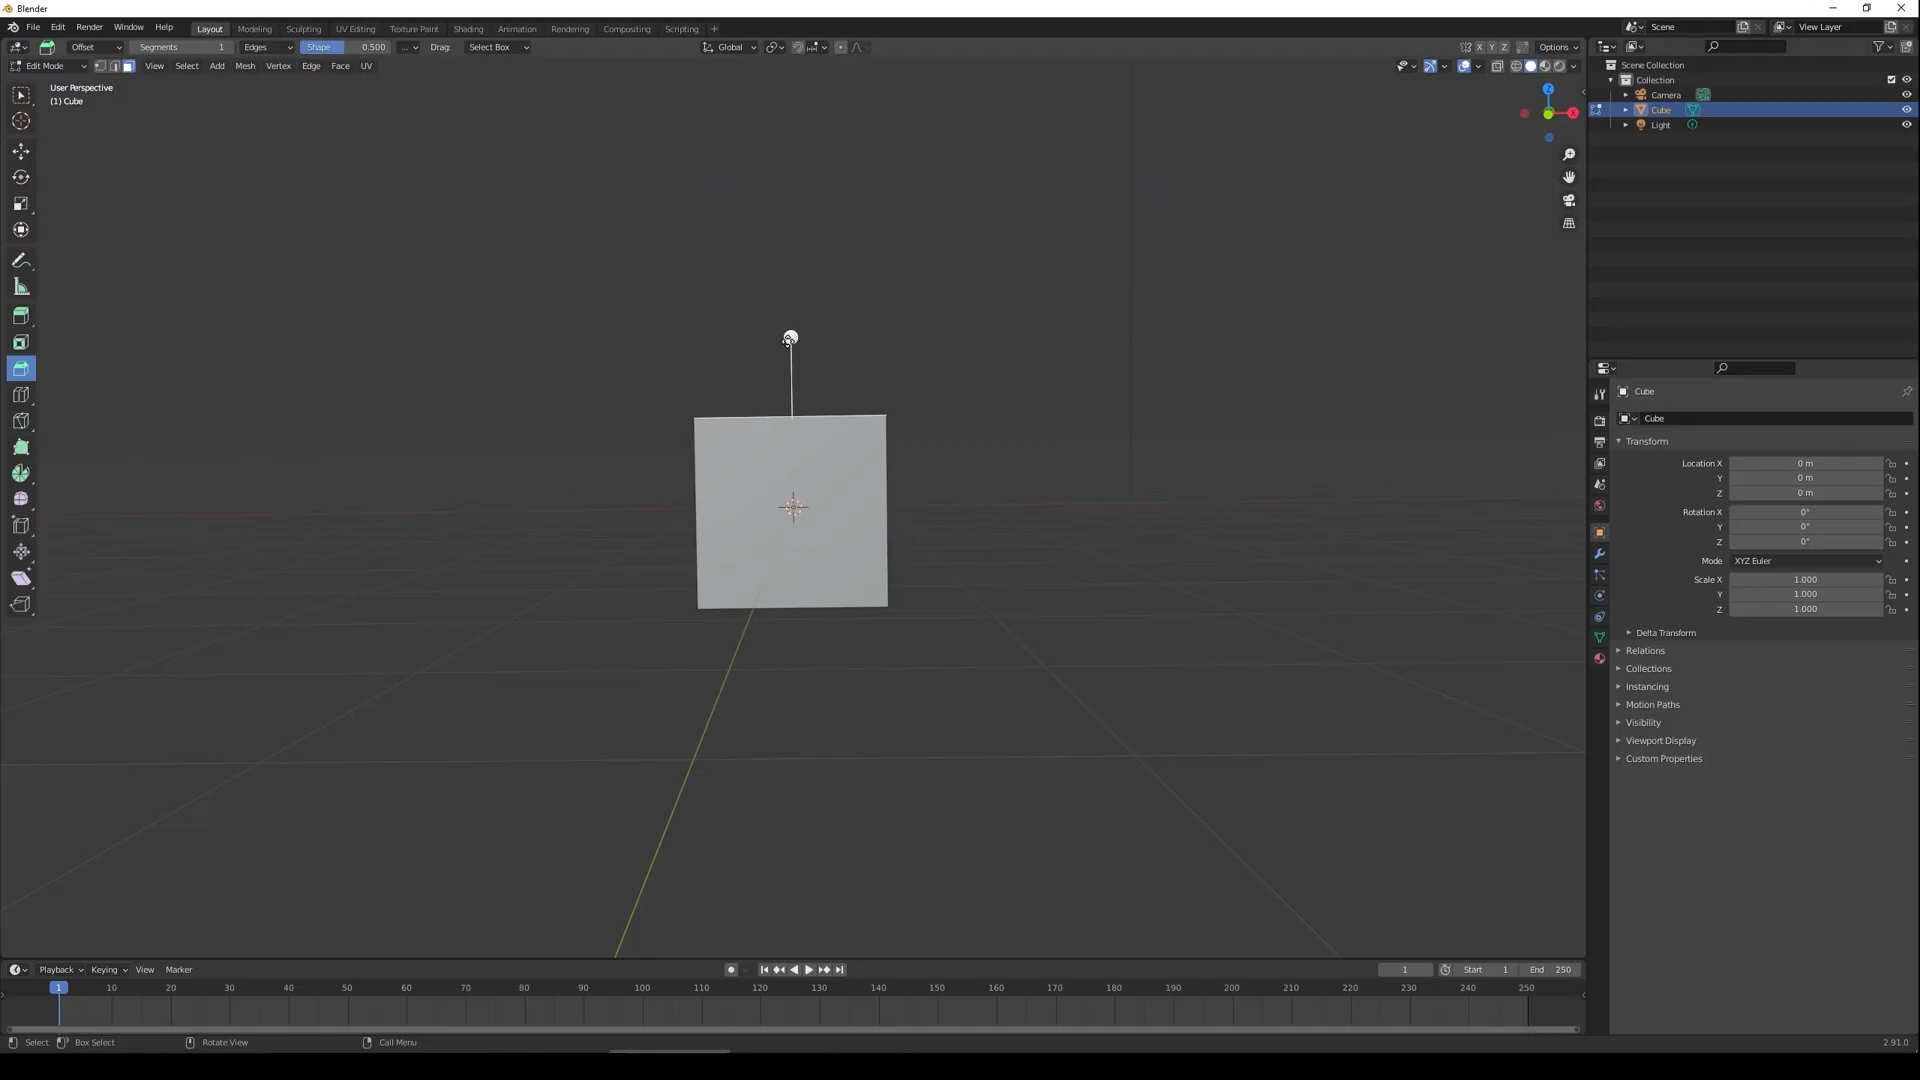 Blender
File Edit Render Window Help Layout Modeling Sculpting UV Editing Texture Paint Shading Animation Rendering Compositing Scripting + Scene View Layer
Offset Segments 1 Edges Shape 0.500 ... Drag: Select Box Global X Y Z Options
Edit Mode View Select Add Mesh Vertex Edge Face UV
User Perspective
(1) Cube
Z
X
Scene Collection
Collection
Camera
Cube
Light
Cube
Cube
Transform
Location X 0 m
Y 0 m
Z 0 m
Rotation X 0°
Y 0°
Z 0°
Mode XYZ Euler
Scale X 1.000
Y 1.000
Z 1.000
Delta Transform
Relations
Collections
Instancing
Motion Paths
Visibility
Viewport Display
Custom Properties
Playback Keying View Marker 1 Start 1 End 250
1 10 20 30 40 50 60 70 80 90 100 110 120 130 140 150 160 170 180 190 200 210 220 230 240 250
Select Box Select Rotate View Call Menu 2.91.0